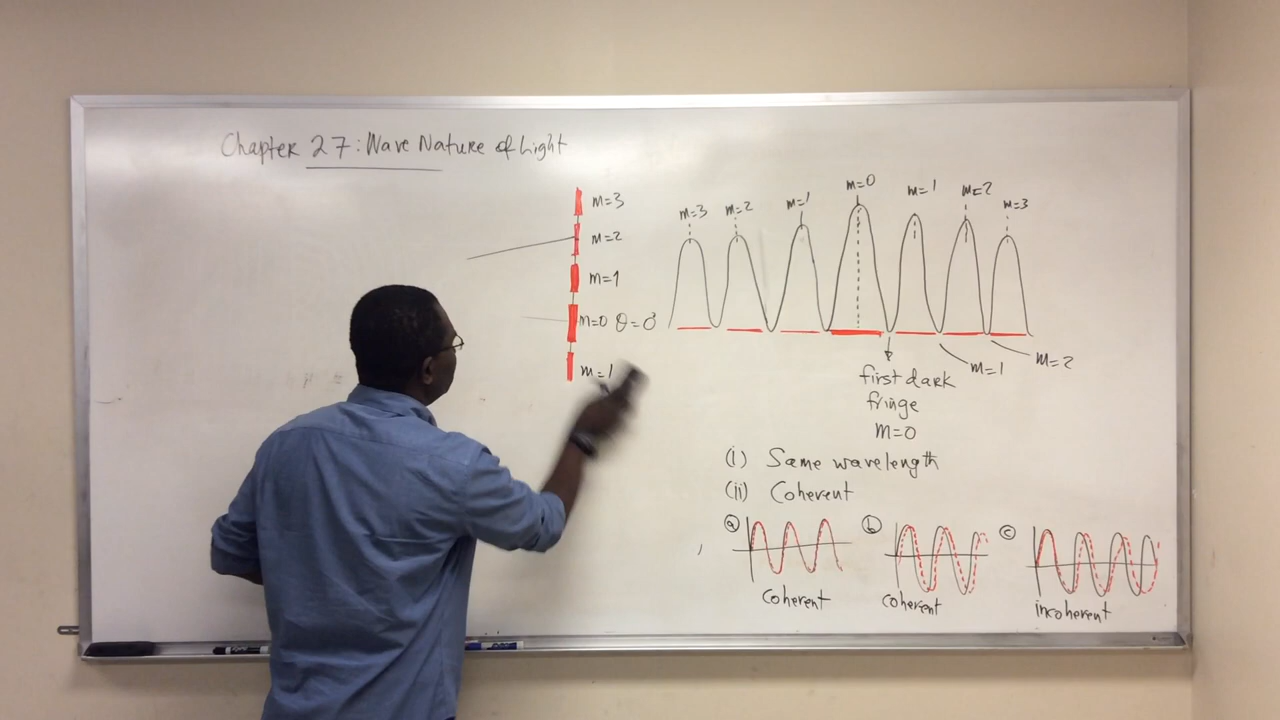 Chapter 27: Wave Nature of Light
m=3
m=2
m=1
m=0 θ=0°
m=1
m=3
m=2
m=1
m=0
m=1
m=2
m=3
m=1
m=2
first dark
fringe
m=0
(i) Same wavelength
(ii) Coherent
(a)
(b)
(c)
Coherent
coherent
incoherent